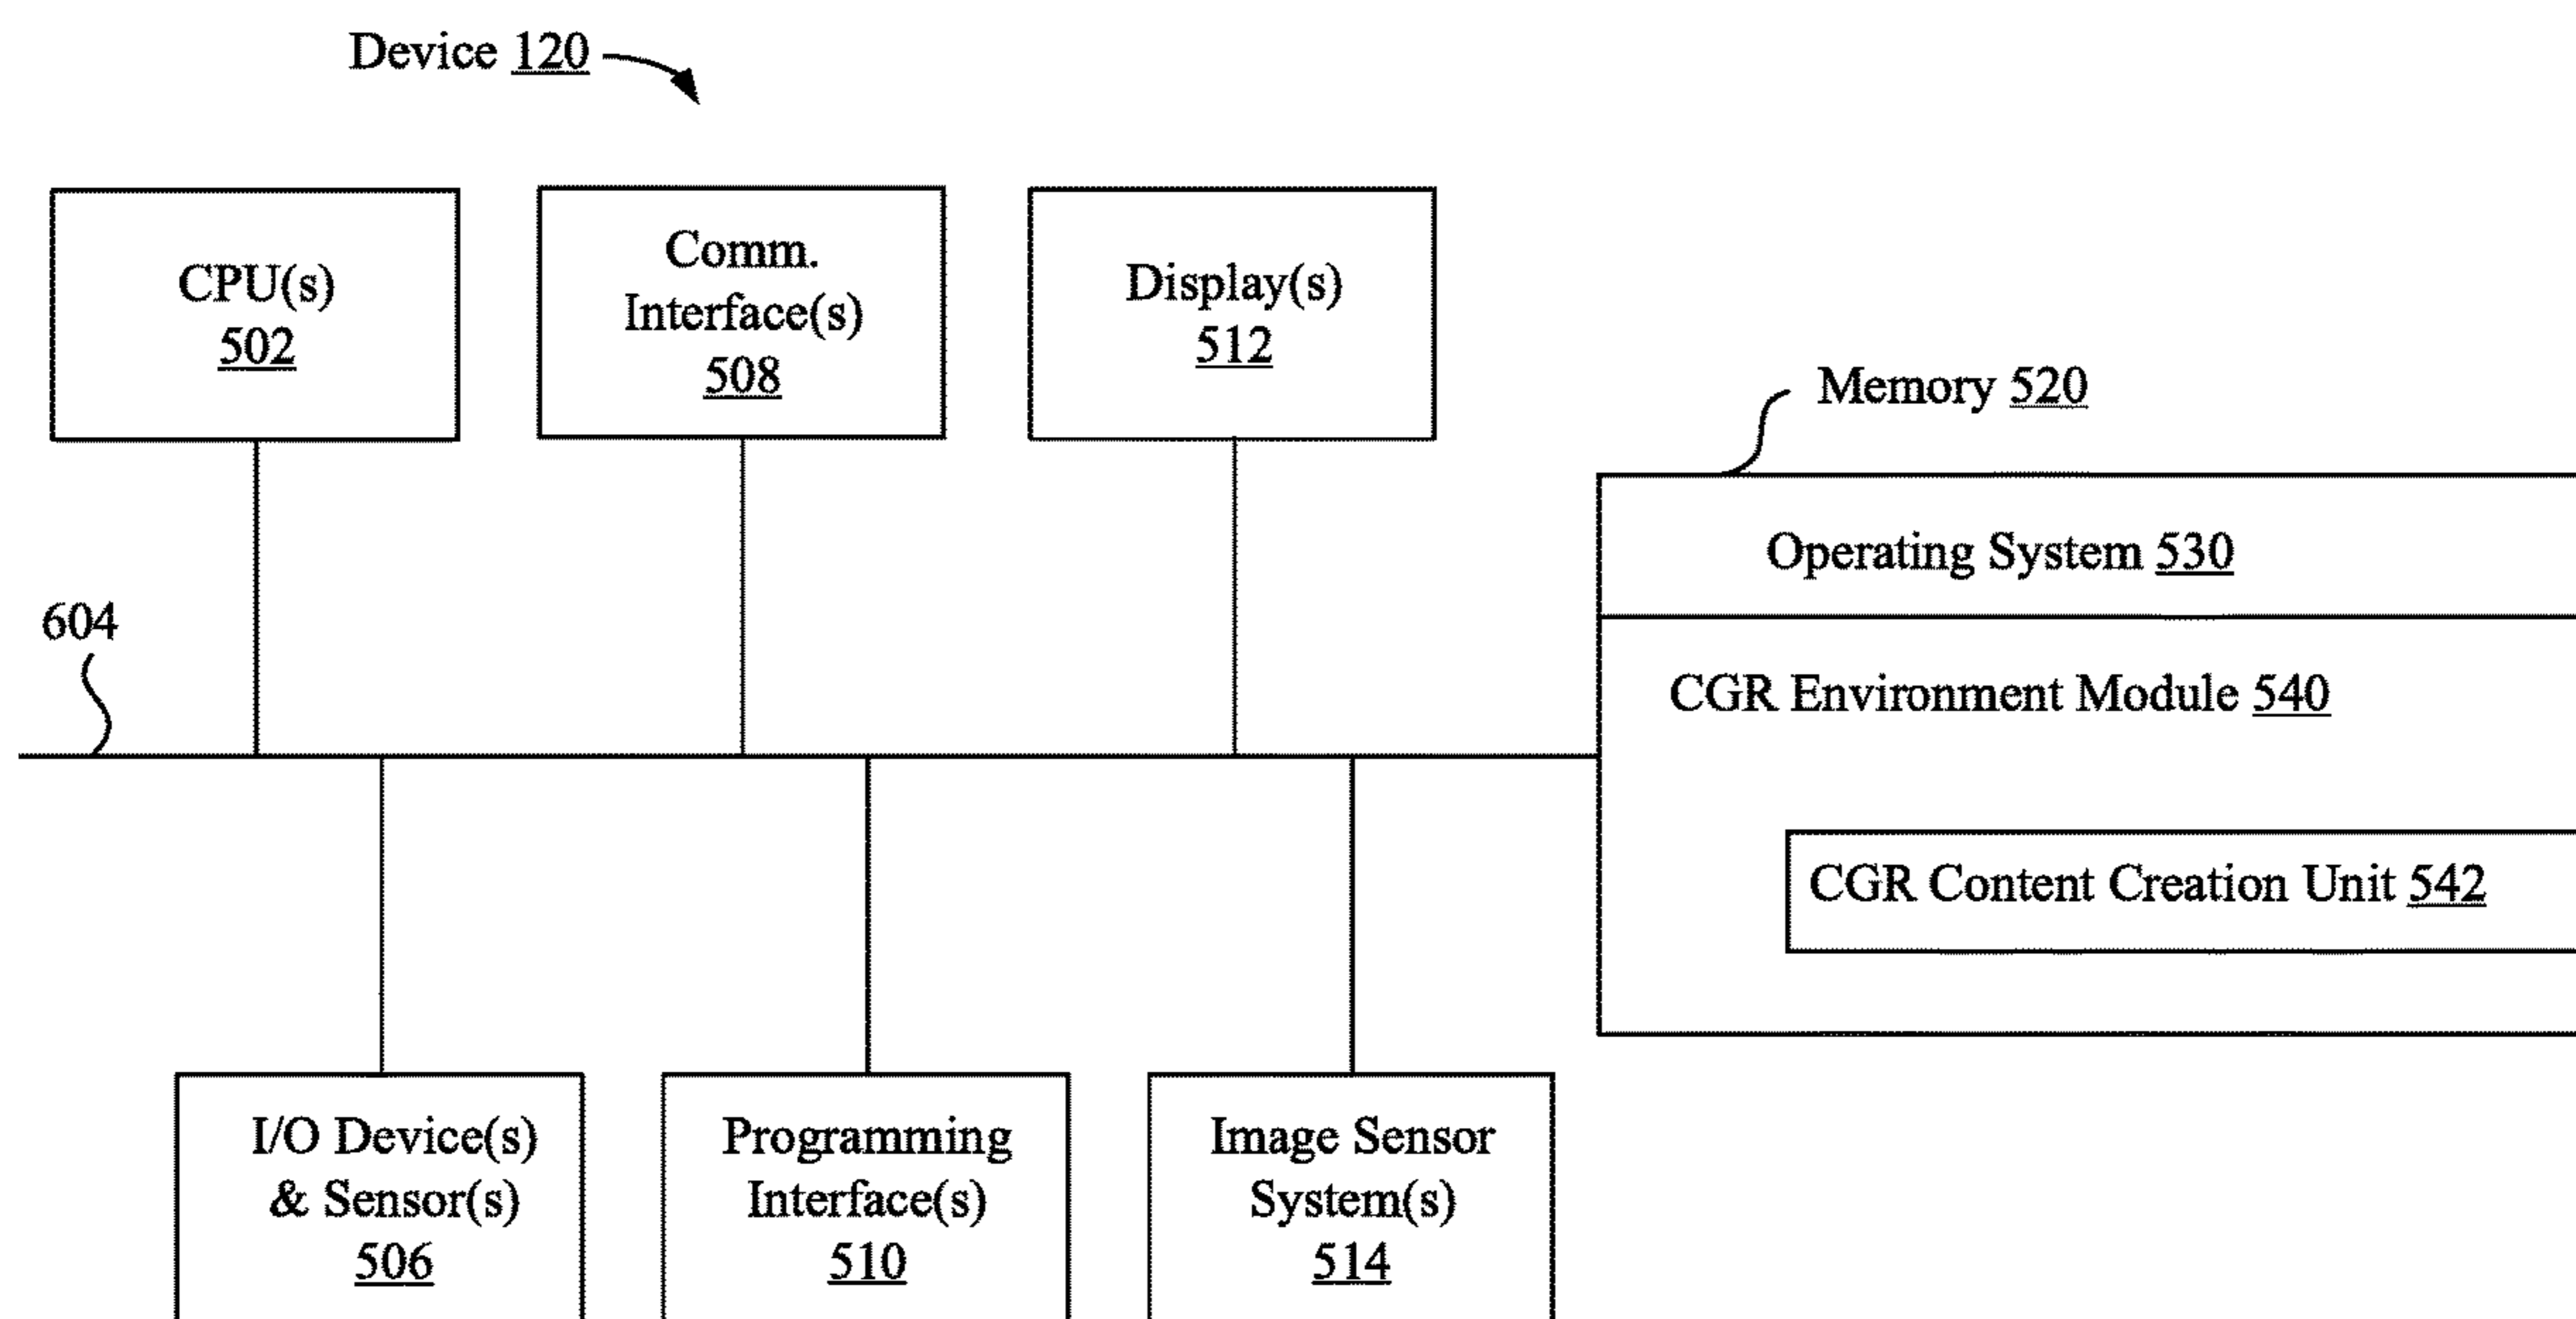 Device 120
CPU(s)
502
Comm.
Interface(s)
508
Display(s)
512
Memory 520
Operating System 530
604
CGR Environment Module 540
CGR Content Creation Unit 542
I/O Device(s)
& Sensor(s)
506
Programming
Interface(s)
510
Image Sensor
System(s)
514